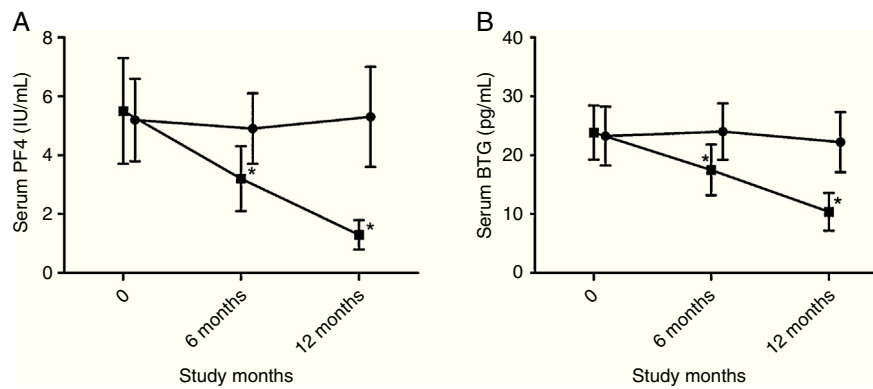 A
8
6
4
2
0
Serum PF4 (IU/mL)
*
*
0
6 months
12 months
Study months
B
40
30
20
10
0
Serum BTG (pg/mL)
*
*
0
6 months
12 months
Study months